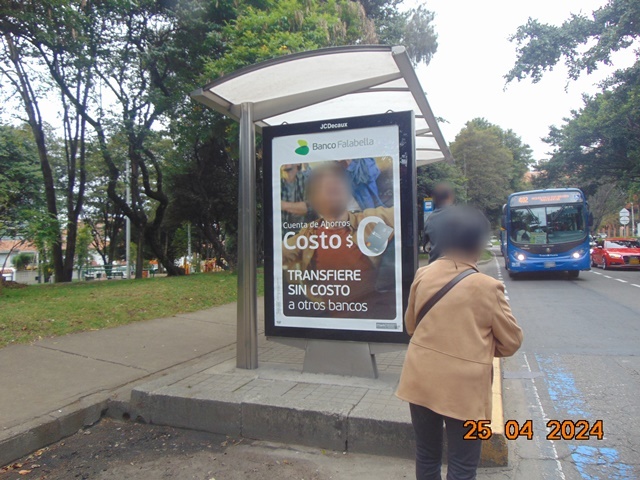 JCDecaux
Banco Falabella
Cuenta de Ahorros
Costo $ 0
TRANSFIERE
SIN COSTO
a otros bancos
25 04 2024